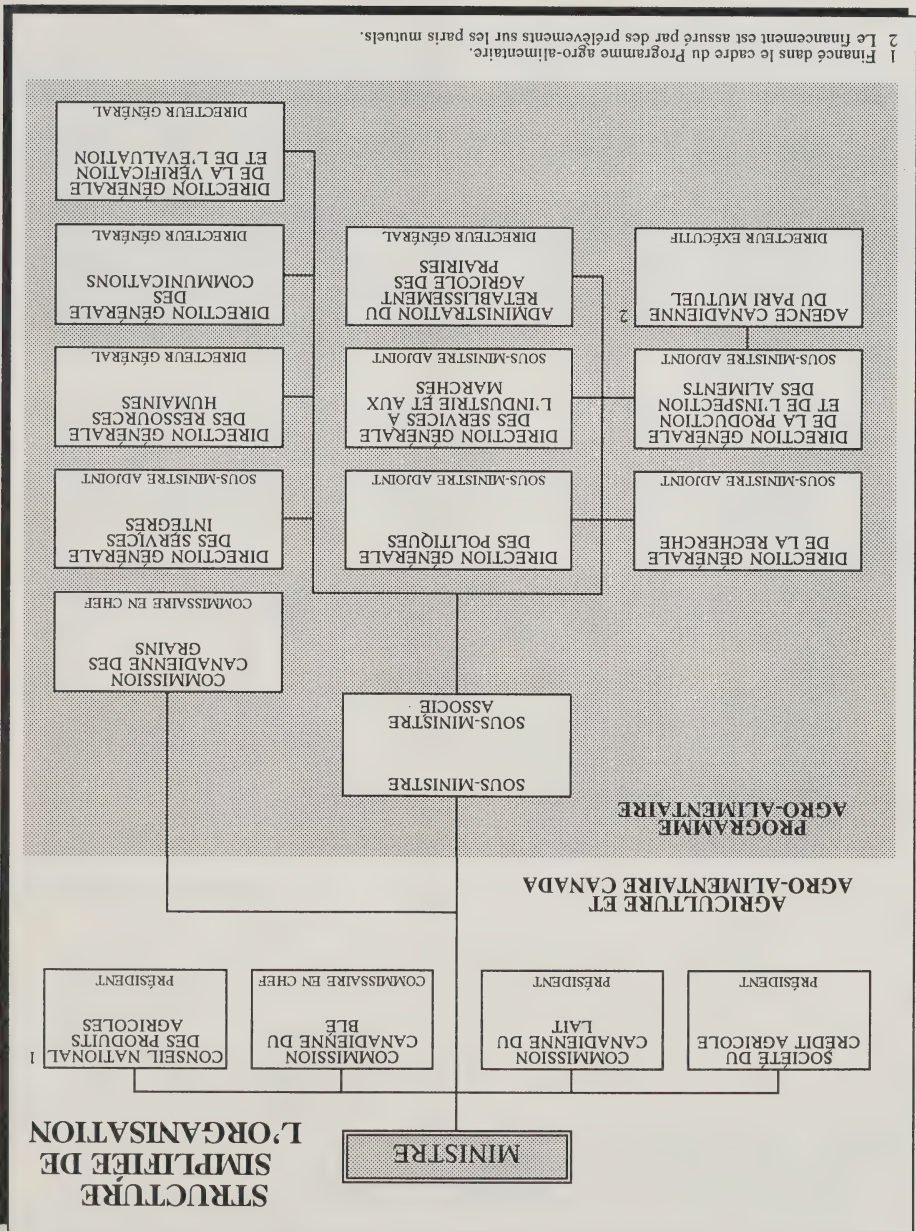 MINISTRE
STRUCTURE
SIMPLIFIÉE DE
L'ORGANISATION
SOCIÉTÉ DU
CRÉDIT AGRICOLE
PRÉSIDENT
COMMISSION
CANADIENNE DU
LAIT
PRÉSIDENT
COMMISSION
CANADIENNE DU
BLÉ
COMMISSAIRE EN CHEF
CONSEIL NATIONAL
DES PRODUITS
AGRICOLES
PRÉSIDENT
1
AGRICULTURE ET
AGRO-ALIMENTAIRE CANADA
PROGRAMME
AGRO-ALIMENTAIRE
SOUS-MINISTRE
SOUS-MINISTRE
ASSOCIÉ
COMMISSION
CANADIENNE DES
GRAINS
COMMISSAIRE EN CHEF
DIRECTION GÉNÉRALE
DE LA RECHERCHE
SOUS-MINISTRE ADJOINT
DIRECTION GÉNÉRALE
DES POLITIQUES
SOUS-MINISTRE ADJOINT
DIRECTION GÉNÉRALE
DES SERVICES
INTÉGRÉS
SOUS-MINISTRE ADJOINT
DIRECTION GÉNÉRALE
DE LA PRODUCTION
ET DE L'INSPECTION
DES ALIMENTS
SOUS-MINISTRE ADJOINT
DIRECTION GÉNÉRALE
DES SERVICES À
L'INDUSTRIE ET AUX
MARCHÉS
SOUS-MINISTRE ADJOINT
DIRECTION GÉNÉRALE
DES RESSOURCES
HUMAINES
DIRECTEUR GÉNÉRAL
AGENCE CANADIENNE
DU PARI MUTUEL
DIRECTEUR EXÉCUTIF
2
ADMINISTRATION DU
RÉTABLISSEMENT
AGRICOLE DES
PRAIRIES
DIRECTEUR GÉNÉRAL
DIRECTION GÉNÉRALE
DES
COMMUNICATIONS
DIRECTEUR GÉNÉRAL
DIRECTION GÉNÉRALE
DE LA VÉRIFICATION
ET DE L'ÉVALUATION
DIRECTEUR GÉNÉRAL
1 Financé dans le cadre du Programme agro-alimentaire.
2 Le financement est assuré par des prélèvements sur les paris mutuels.